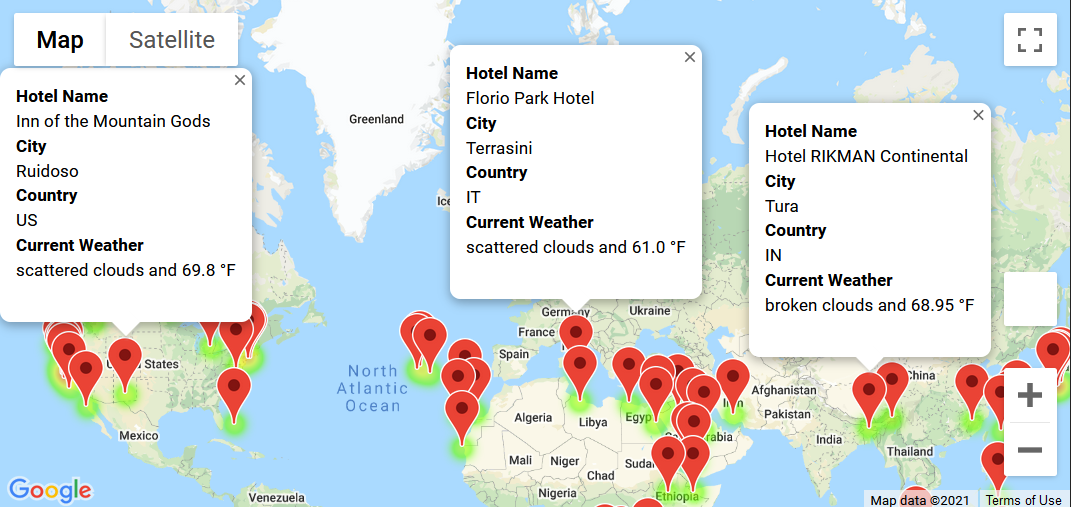 Map
Satellite
Hotel Name
Inn of the Mountain Gods
City
Ruidoso
Country
US
Current Weather
scattered clouds and 69.8 °F
Hotel Name
Florio Park Hotel
City
Terrasini
Country
IT
Current Weather
scattered clouds and 61.0 °F
Hotel Name
Hotel RIKMAN Continental
City
Tura
Country
IN
Current Weather
broken clouds and 68.95 °F
Greenland
Ice
Germany
Ukraine
France
Spain
States
North
Atlantic
Ocean
Mexico
Venezuela
Algeria
Libya
Egypt
Mali
Niger
Chad
Sudan
Nigeria
Ethiopia
Afghanistan
Pakistan
India
China
Thailand
Google
Map data ©2021
Terms of Use